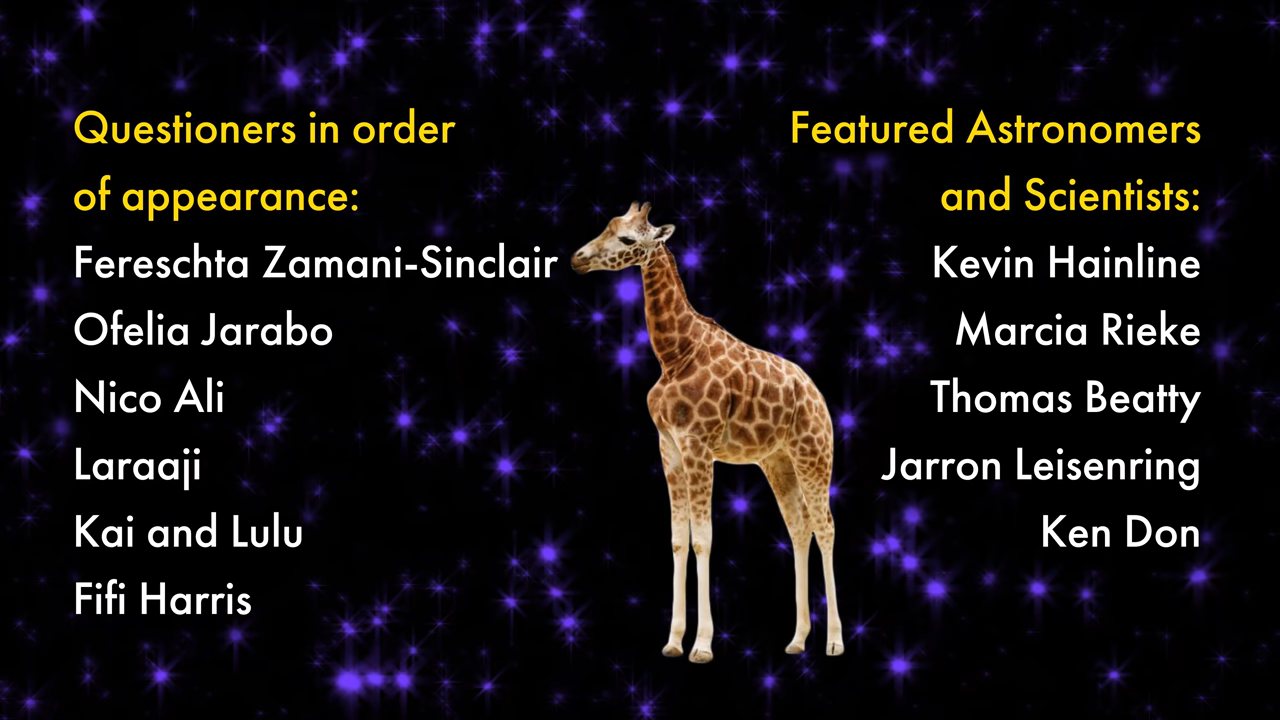 Questioners in order
of appearance:
Fereschta Zamani-Sinclair
Ofelia Jarabo
Nico Ali
Laraaji
Kai and Lulu
Fifi Harris
Featured Astronomers
and Scientists:
Kevin Hainline
Marcia Rieke
Thomas Beatty
Jarron Leisenring
Ken Don